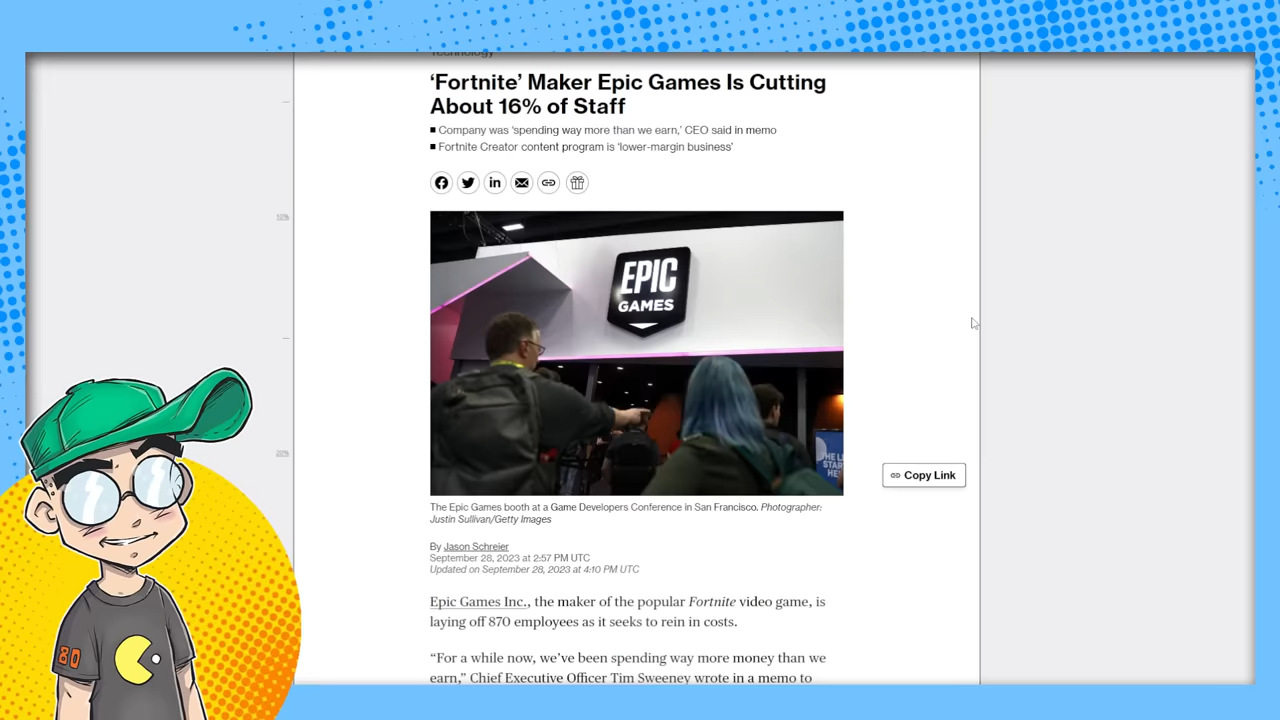 Technology
‘Fortnite’ Maker Epic Games Is Cutting
About 16% of Staff
Company was ‘spending way more than we earn,’ CEO said in memo
Fortnite Creator content program is ‘lower-margin business’
EPIC
GAMES
Copy Link
The Epic Games booth at a Game Developers Conference in San Francisco. Photographer:
Justin Sullivan/Getty Images
By Jason Schreier
September 28, 2023 at 2:57 PM UTC
Updated on September 28, 2023 at 4:10 PM UTC
Epic Games Inc., the maker of the popular Fortnite video game, is
laying off 870 employees as it seeks to rein in costs.
“For a while now, we’ve been spending way more money than we
earn,” Chief Executive Officer Tim Sweeney wrote in a memo to
80